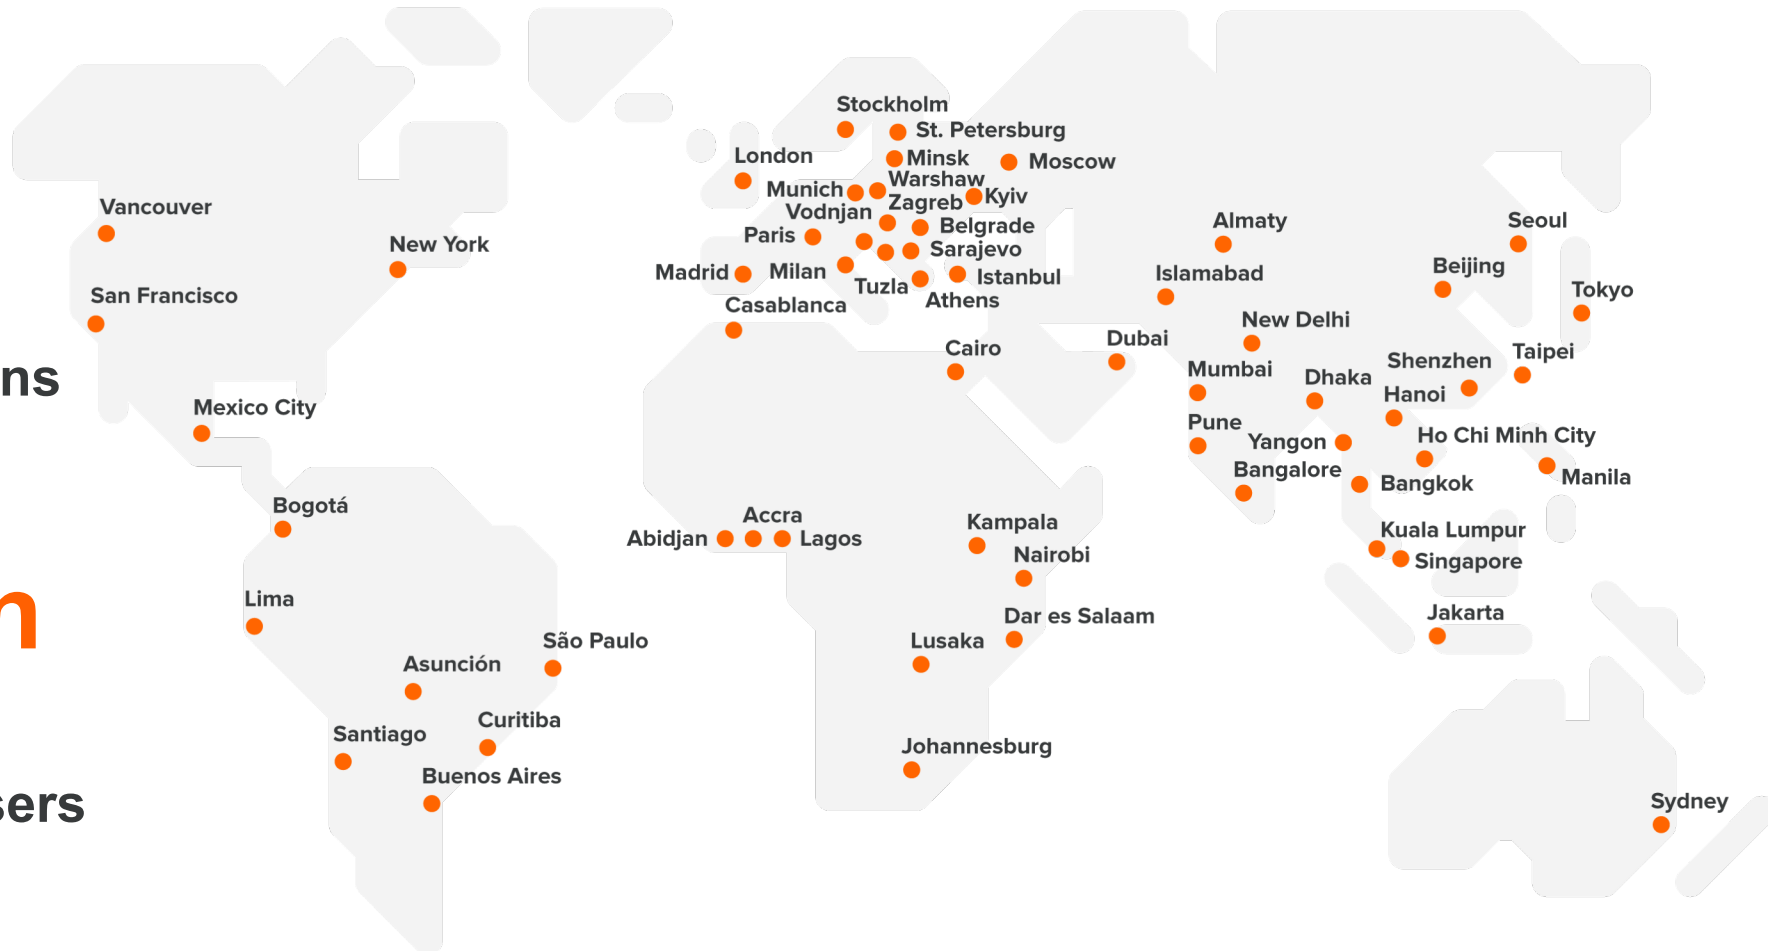 Stockholm
St. Petersburg
London
Minsk
Moscow
Warshaw
Munich
Kyiv
Zagreb
Vancouver
Vodnjan
Almaty
Seoul
Belgrade
Paris
New York
Sarajevo
Beijing
Madrid
Milan
Islamabad
Istanbul
Tuzla
Tokyo
San Francisco
Athens
Casablanca
New Delhi
Dubai
Cairo
Taipei
Shenzhen
Mumbai
Dhaka
ns
Hanoi
Mexico City
Pune
Ho Chi Minh City
Yangon
Bangalore
Manila
Bangkok
Bogotá
Accra
Kampala
Kuala Lumpur
Abidjan
Lagos
Nairobi
Singapore
Lima
Jakarta
Dar es Salaam
n
São Paulo
Lusaka
Asunción
Curitiba
Santiago
Johannesburg
Buenos Aires
Sydney
sers